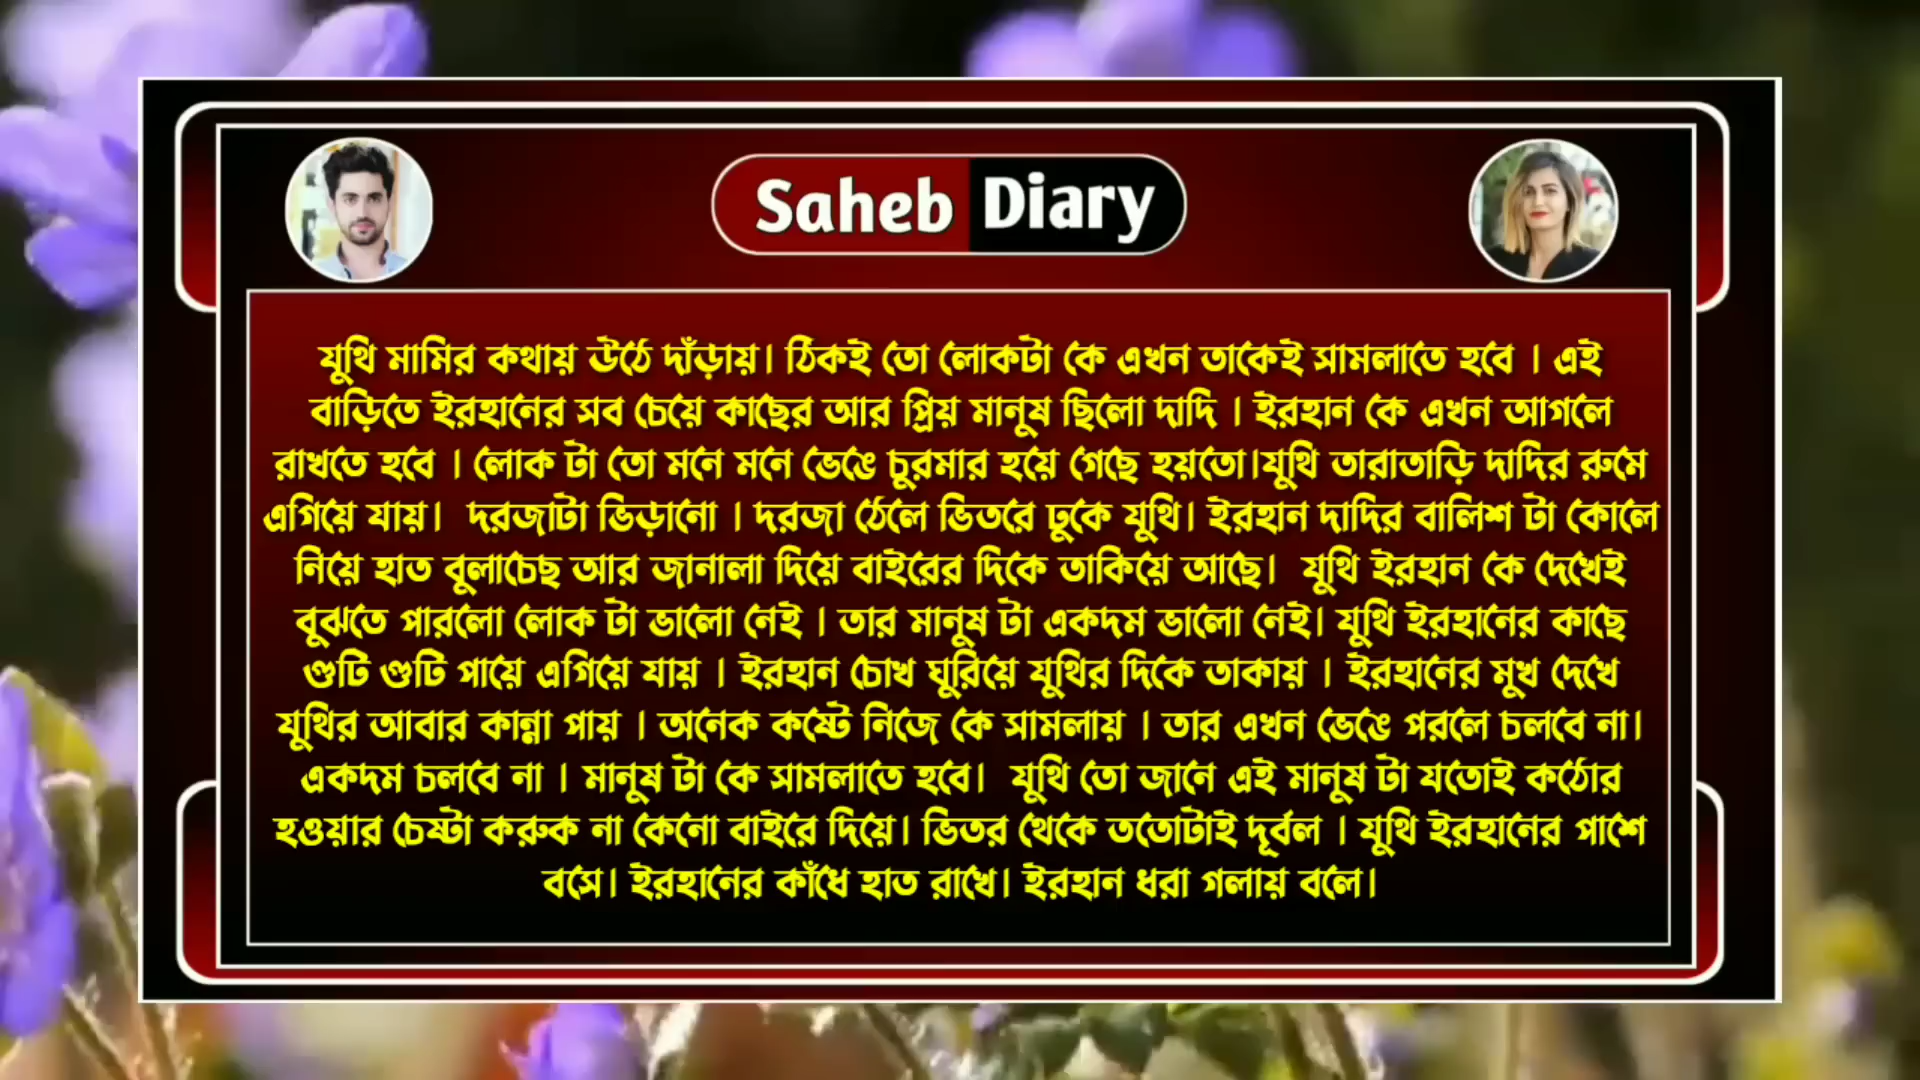 Saheb Diary
যুথি মামির কথায় উঠে দাঁড়ায়। ঠিকই তো লোকটা কে এখন তাকেই সামলাতে হবে । এই
বাড়িতে ইরহানের সব চেয়ে কাছের আর প্রিয় মানুষ ছিলো দাদি । ইরহান কে এখন আগলে
রাখতে হবে । লোক টা তো মনে মনে ভেঙে চুরমার হয়ে গেছে হয়তো।যুথি তারাতাড়ি দাদির রুমে
এগিয়ে যায়।  দরজাটা ভিড়ানো । দরজা ঠেলে ভিতরে ঢুকে যুথি। ইরহান দাদির বালিশ টা কোলে
নিয়ে হাত বুলাচেছ আর জানালা দিয়ে বাইরের দিকে তাকিয়ে আছে।  যুথি ইরহান কে দেখেই
বুঝতে পারলো লোক টা ভালো নেই । তার মানুষ টা একদম ভালো নেই। যুথি ইরহানের কাছে
গুটি গুটি পায়ে এগিয়ে যায় । ইরহান চোখ ঘুরিয়ে যুথির দিকে তাকায় । ইরহানের মুখ দেখে
যুথির আবার কান্না পায় । অনেক কষ্টে নিজে কে সামলায় । তার এখন ভেঙে পরলে চলবে না।
একদম চলবে না । মানুষ টা কে সামলাতে হবে।  যুথি তো জানে এই মানুষ টা যতোই কঠোর
হওয়ার চেষ্টা করুক না কেনো বাইরে দিয়ে। ভিতর থেকে ততোটাই দূর্বল । যুথি ইরহানের পাশে
বসে। ইরহানের কাঁধে হাত রাখে। ইরহান ধরা গলায় বলে।